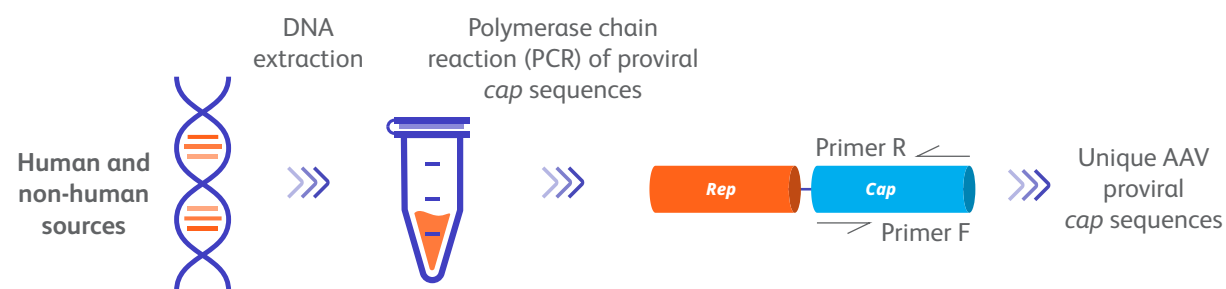 Human and
non-human
sources
DNA
extraction
Polymerase chain
reaction (PCR) of proviral
cap sequences
Rep
Primer R
Cap
Primer F
Unique AAV
proviral
cap sequences